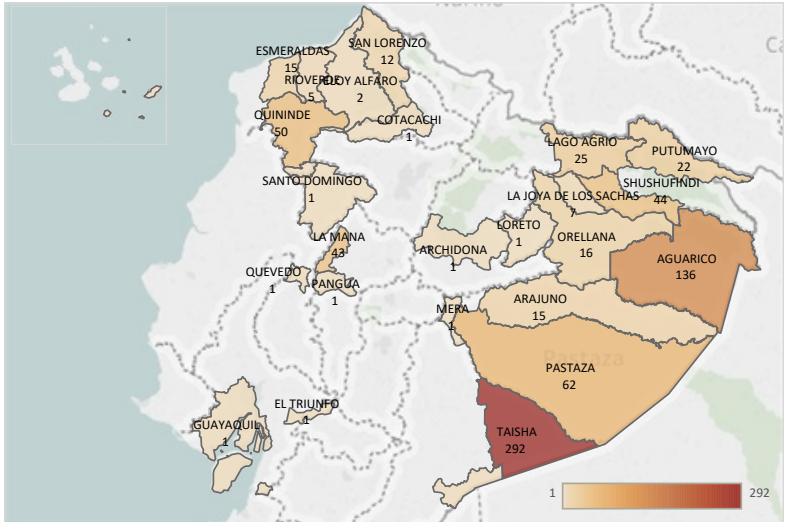 SAN LORENZO
12
ESMERALDAS
15
RIOVERDE
5
ELOY ALFARO
2
QUININDE
50
COTACACHI
1
LAGO AGRIO
25
PUTUMAYO
22
SANTO DOMINGO
1
SHUSHUFINDI
44
LA JOYA DE LOS SACHAS
7
LORETO
1
ORELLANA
16
LA MANA
43
ARCHIDONA
1
AGUARICO
136
QUEVEDO
1
PANGUA
1
MERA
1
ARAJUNO
15
Pastaza
PASTAZA
62
EL TRIUNFO
1
GUAYAQUIL
1
TAISHA
292
1
292